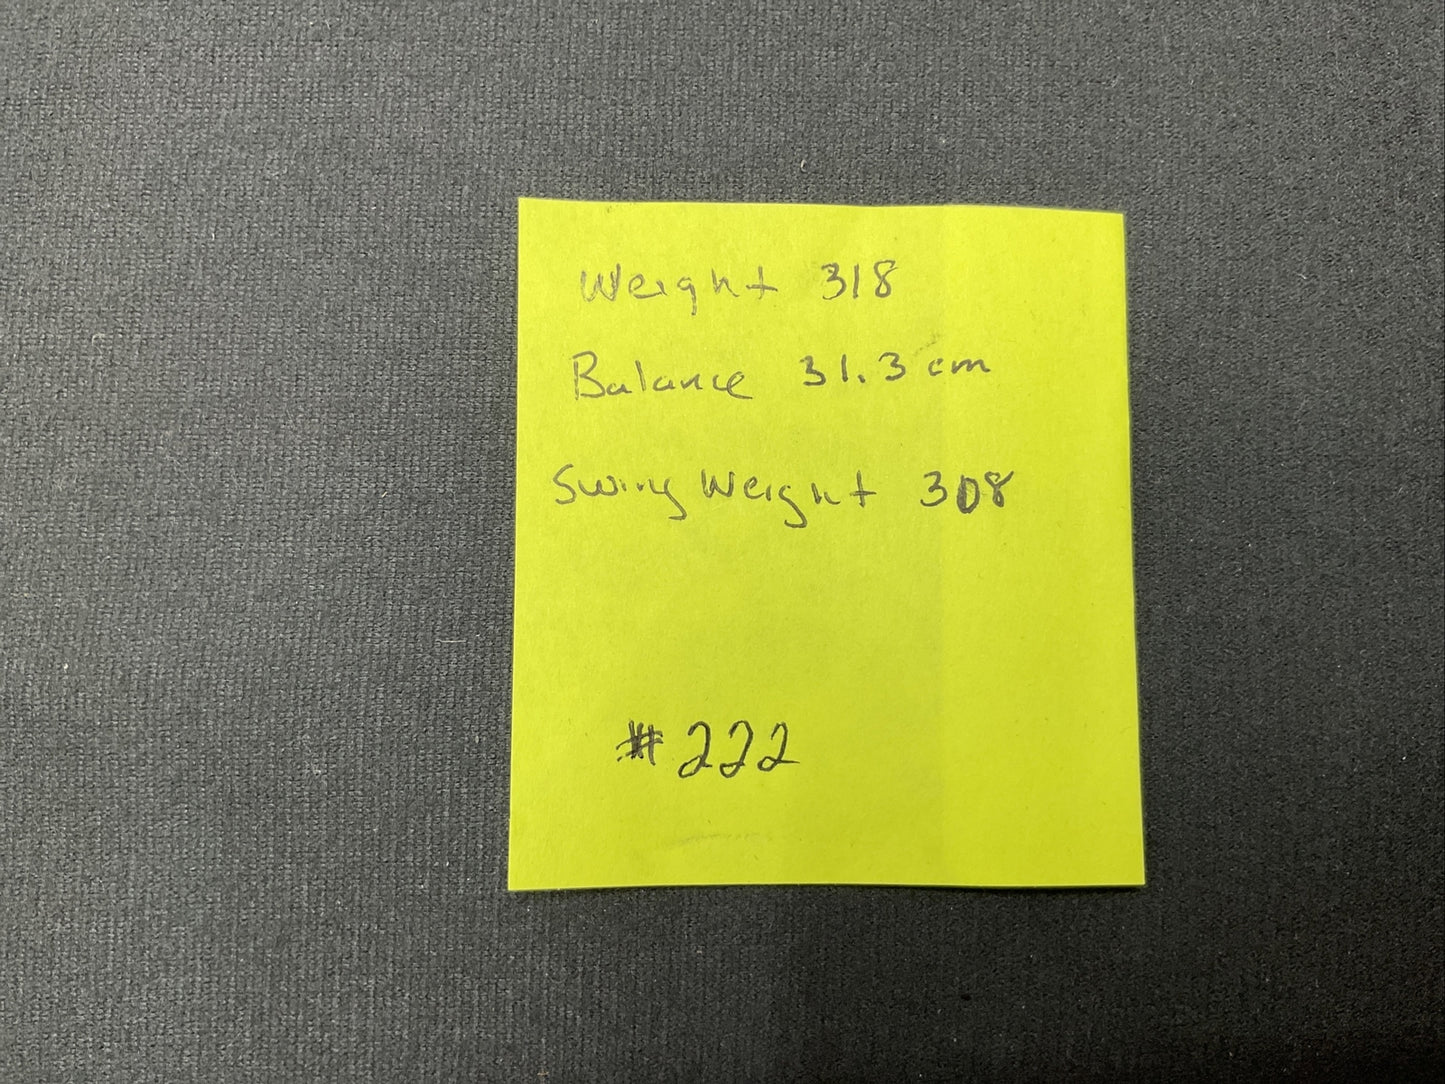 Weight 318
Balance 31.3 cm
Swing Weight 308
#222